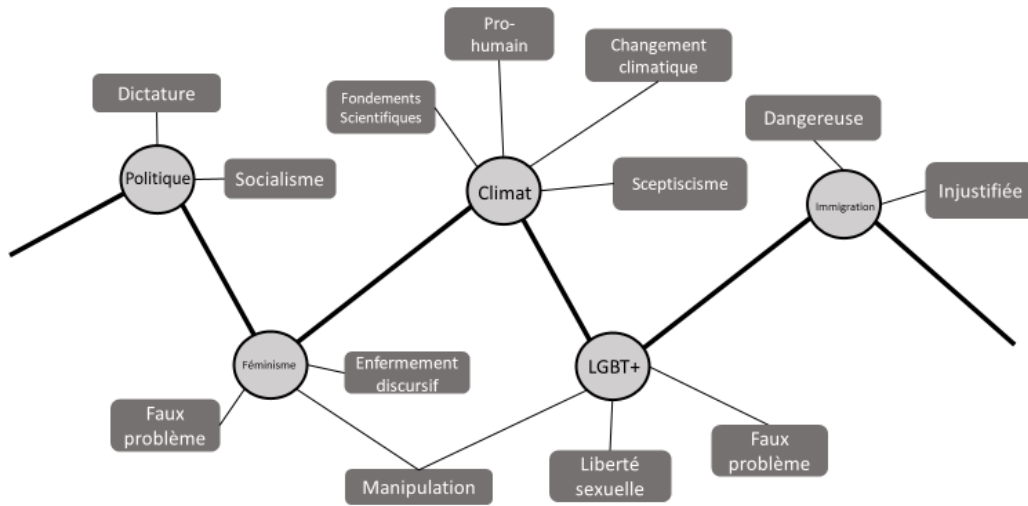 Pro-
humain
Changement
climatique
Dictature
Fondements
Scientifiques
Dangereuse
Politique
Socialisme
Climat
Sceptiscisme
Immigration
Injustifiée
Féminisme
Enfermement
discursif
LGBT+
Faux
problème
Manipulation
Liberté
sexuelle
Faux
problème